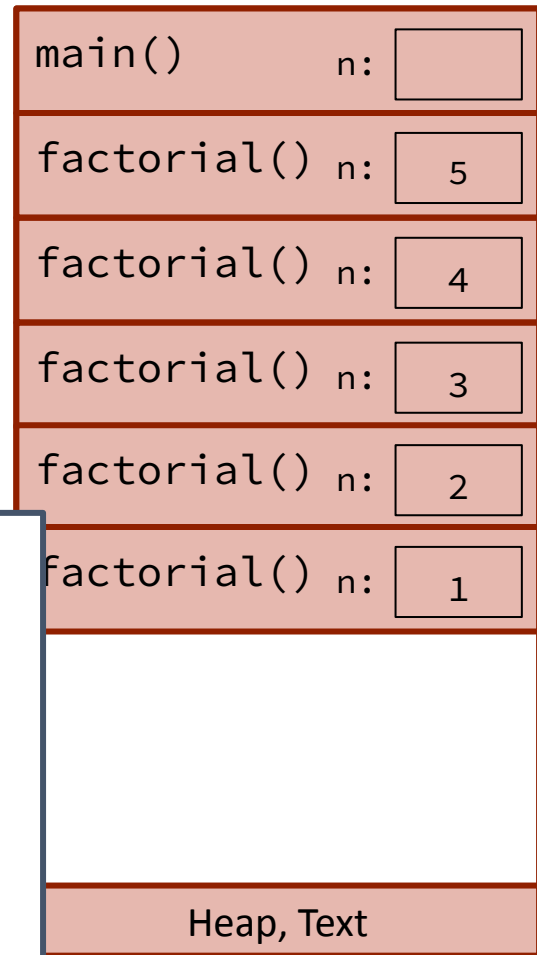 main() n:
factorial() n: 5
factorial() n: 4
factorial() n: 3
factorial() n: 2
factorial() n: 1
Heap, Text